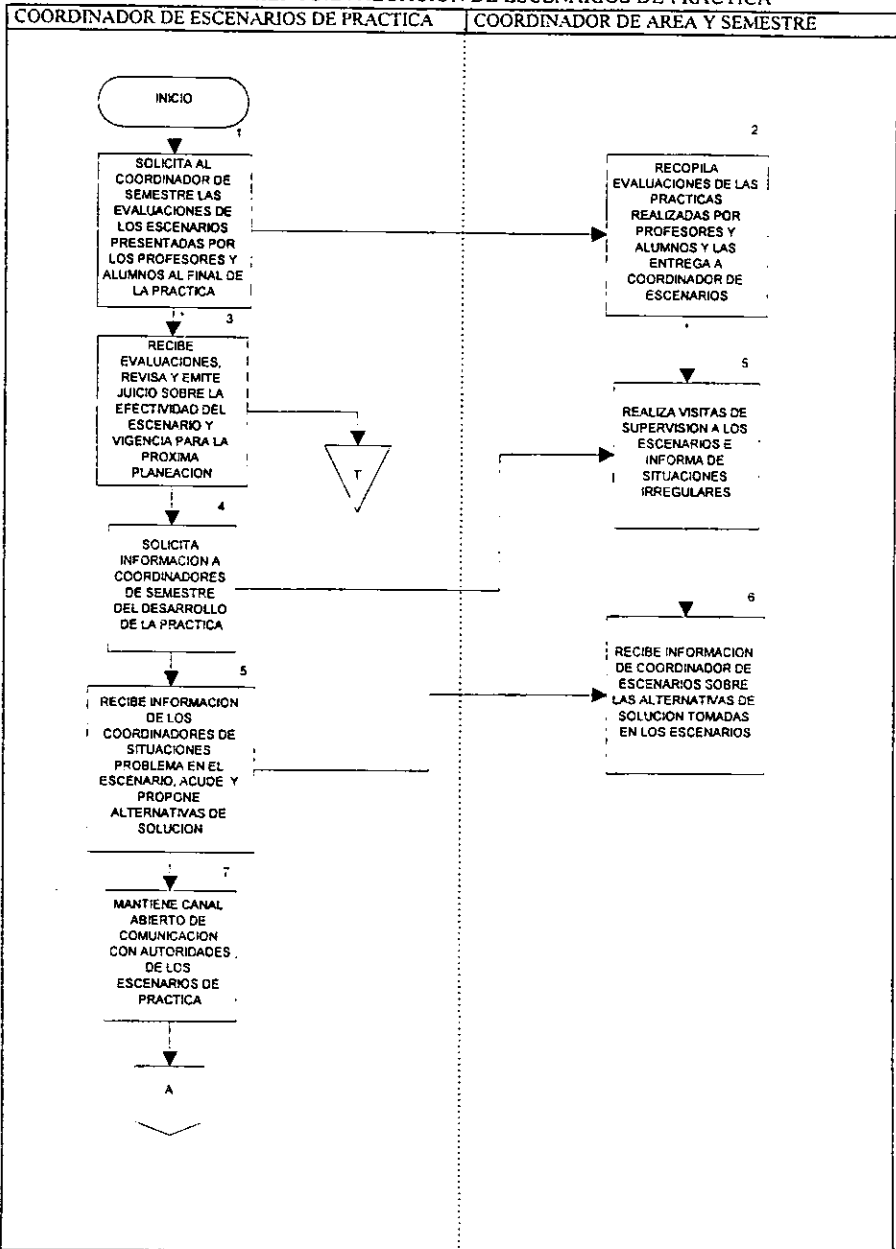 EVALUACION DE ESCENARIOS DE PRACTICA
COORDINADOR DE ESCENARIOS DE PRACTICA
COORDINADOR DE AREA Y SEMESTRE
INICIO
1
SOLICITA AL
COORDINADOR DE
SEMESTRE LAS
EVALUACIONES DE
LOS ESCENARIOS
PRESENTADAS POR
LOS PROFESORES Y
ALUMNOS AL FINAL DE
LA PRACTICA
2
RECOPILA
EVALUACIONES DE LAS
PRACTICAS
REALIZADAS POR
PROFESORES Y
ALUMNOS Y LAS
ENTREGA A
COORDINADOR DE
ESCENARIOS
3
RECIBE
EVALUACIONES,
REVISA Y EMITE
JUICIO SOBRE LA
EFECTIVIDAD DEL
ESCENARIO Y
VIGENCIA PARA LA
PROXIMA
PLANEACION
T
5
REALIZA VISITAS DE
SUPERVISION A LOS
ESCENARIOS E
INFORMA DE
SITUACIONES
IRREGULARES
4
SOLICITA
INFORMACION A
COORDINADORES
DE SEMESTRE
DEL DESARROLLO
DE LA PRACTICA
5
RECIBE INFORMACION
DE LOS
COORDINADORES DE
SITUACIONES
PROBLEMA EN EL
ESCENARIO, ACUDE Y
PROPONE
ALTERNATIVAS DE
SOLUCION
6
RECIBE INFORMACION
DE COORDINADOR DE
ESCENARIOS SOBRE
LAS ALTERNATIVAS DE
SOLUCION TOMADAS
EN LOS ESCENARIOS
7
MANTIENE CANAL
ABIERTO DE
COMUNICACION
CON AUTORIDADES
DE LOS
ESCENARIOS DE
PRACTICA
A